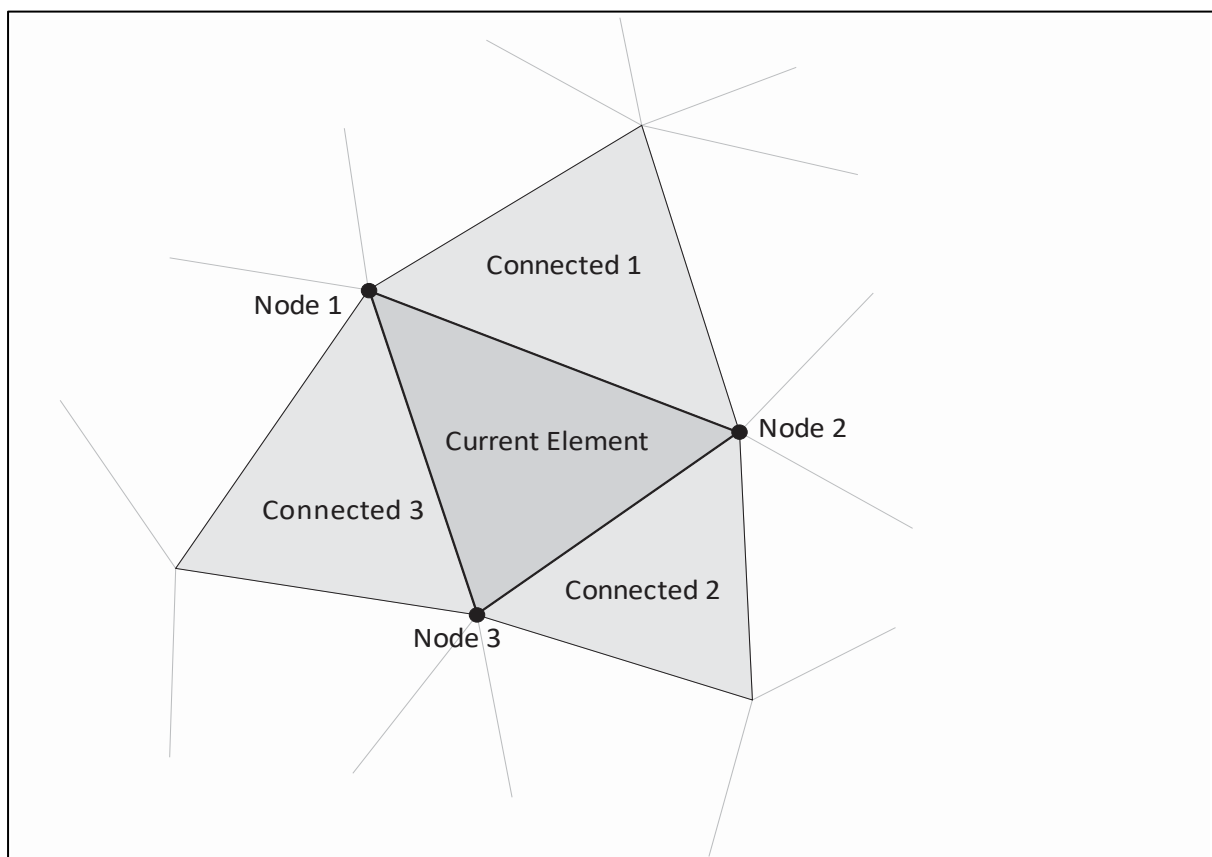 Connected 1
Node 1
Node 2
Current Element
Connected 3
Connected 2
Node 3